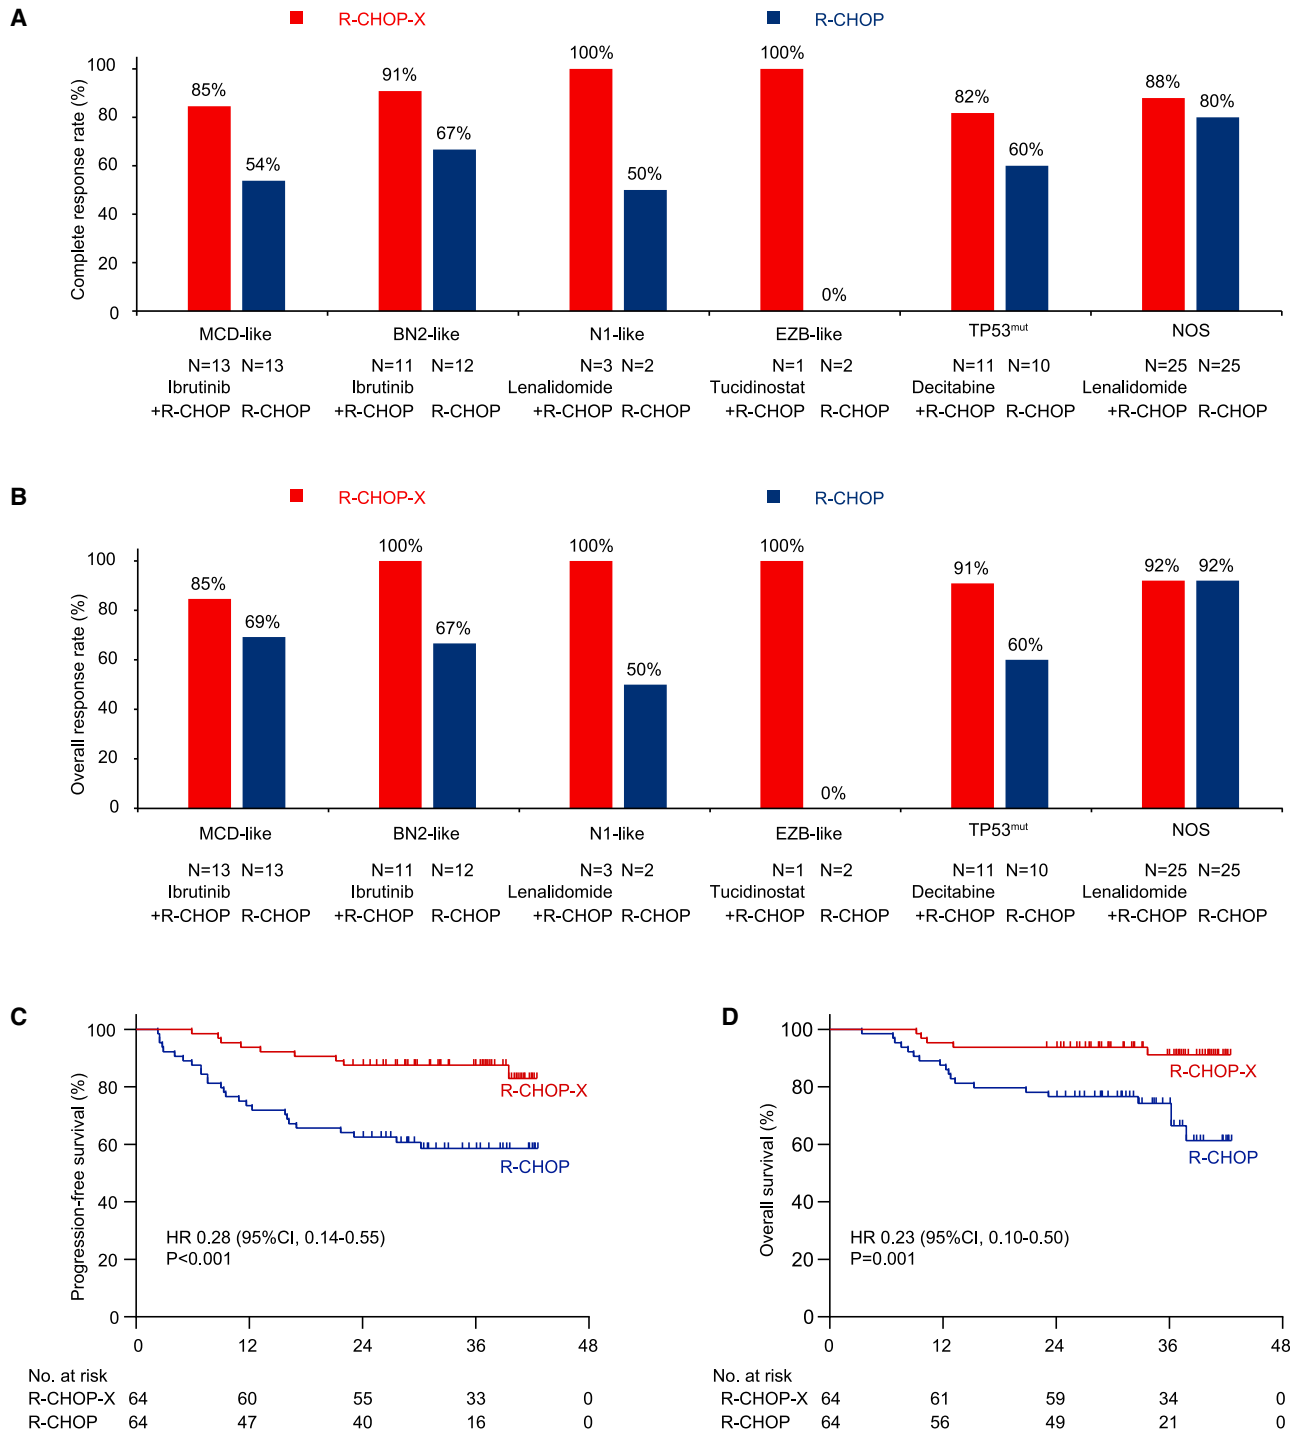 A
R-CHOP-X R-CHOP
Complete response rate (%)
100
80
60
40
20
0
85% 54% 91% 67% 100% 50% 100% 0% 82% 60% 88% 80%
MCD-like BN2-like N1-like EZB-like TP53mut NOS
N=13 N=13 N=11 N=12 N=3 N=2 N=1 N=2 N=11 N=10 N=25 N=25
Ibrutinib Ibrutinib Lenalidomide Tucidinostat Decitabine Lenalidomide
+R-CHOP R-CHOP +R-CHOP R-CHOP +R-CHOP R-CHOP +R-CHOP R-CHOP +R-CHOP R-CHOP +R-CHOP R-CHOP
B
R-CHOP-X R-CHOP
Overall response rate (%)
100
80
60
40
20
0
85% 69% 100% 67% 100% 50% 100% 0% 91% 60% 92% 92%
MCD-like BN2-like N1-like EZB-like TP53mut NOS
N=13 N=13 N=11 N=12 N=3 N=2 N=1 N=2 N=11 N=10 N=25 N=25
Ibrutinib Ibrutinib Lenalidomide Tucidinostat Decitabine Lenalidomide
+R-CHOP R-CHOP +R-CHOP R-CHOP +R-CHOP R-CHOP +R-CHOP R-CHOP +R-CHOP R-CHOP +R-CHOP R-CHOP
C
Progression-free survival (%)
100
80
60
40
20
0
R-CHOP-X
R-CHOP
HR 0.28 (95%CI, 0.14-0.55)
P<0.001
0 12 24 36 48
No. at risk
R-CHOP-X 64 60 55 33 0
R-CHOP 64 47 40 16 0
D
Overall survival (%)
100
80
60
40
20
0
R-CHOP-X
R-CHOP
HR 0.23 (95%CI, 0.10-0.50)
P=0.001
0 12 24 36 48
No. at risk
R-CHOP-X 64 61 59 34 0
R-CHOP 64 56 49 21 0